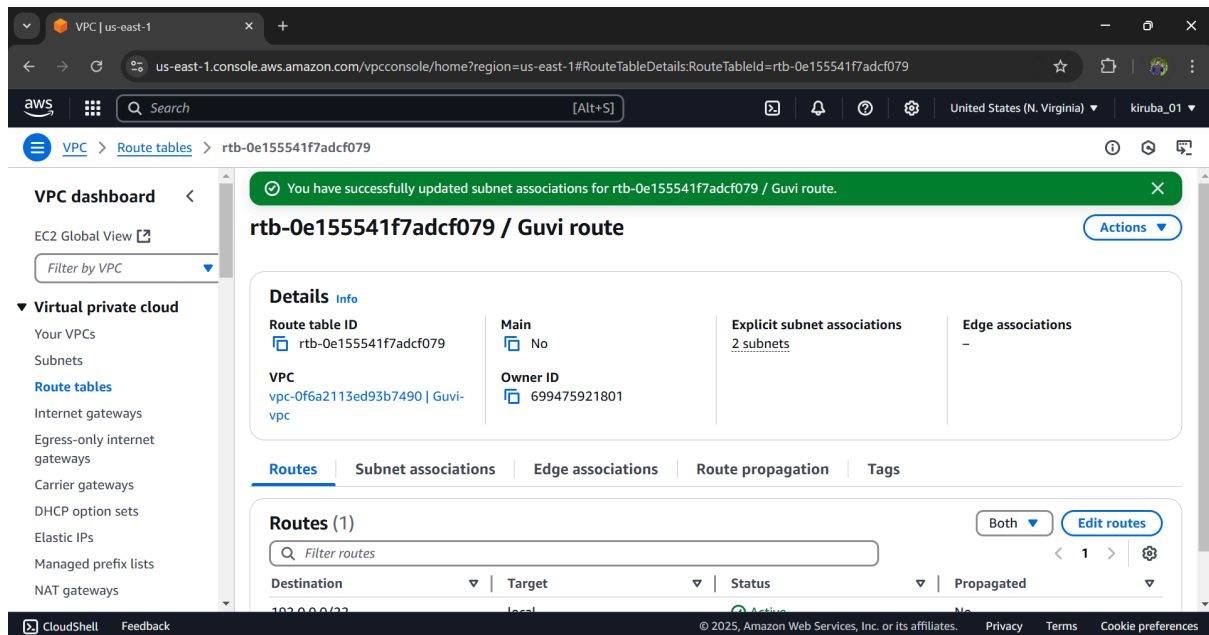 VPC | us-east-1
us-east-1.console.aws.amazon.com/vpcconsole/home?region=us-east-1#RouteTableDetails:RouteTableId=rtb-0e155541f7adcf079
aws Search [Alt+S] United States (N. Virginia) kiruba_01
VPC > Route tables > rtb-0e155541f7adcf079
VPC dashboard
EC2 Global View
Filter by VPC
Virtual private cloud
Your VPCs
Subnets
Route tables
Internet gateways
Egress-only internet
gateways
Carrier gateways
DHCP option sets
Elastic IPs
Managed prefix lists
NAT gateways
You have successfully updated subnet associations for rtb-0e155541f7adcf079 / Guvi route.
rtb-0e155541f7adcf079 / Guvi route
Actions
Details Info
Route table ID
rtb-0e155541f7adcf079
Main
No
Explicit subnet associations
2 subnets
Edge associations
–
VPC
vpc-0f6a2113ed93b7490 | Guvi-
vpc
Owner ID
699475921801
Routes Subnet associations Edge associations Route propagation Tags
Routes (1)
Both Edit routes
Filter routes
1
Destination Target Status Propagated
local Active No
CloudShell Feedback © 2025, Amazon Web Services, Inc. or its affiliates. Privacy Terms Cookie preferences